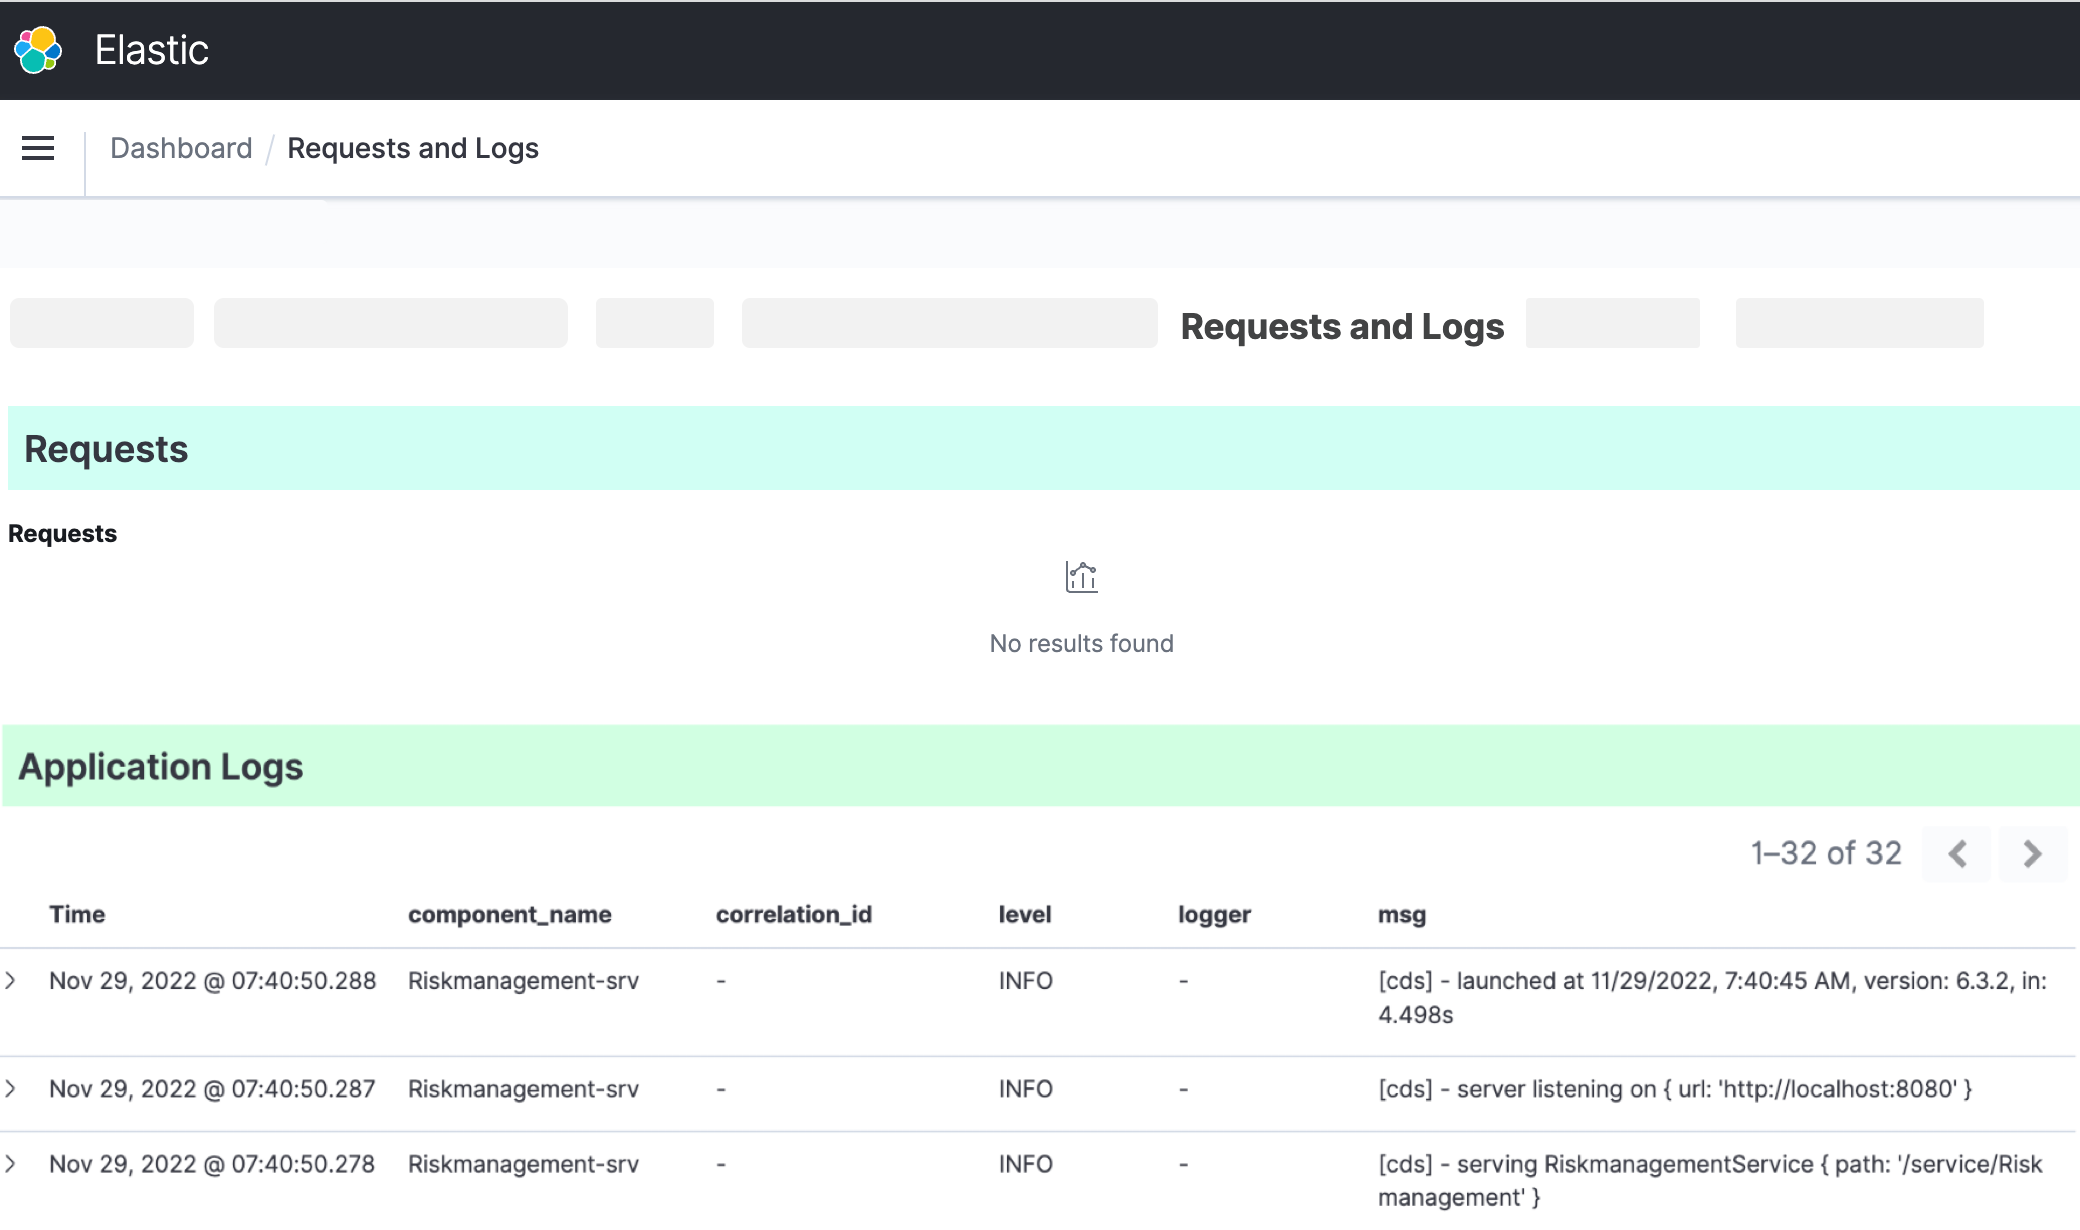 Elastic
Dashboard / Requests and Logs
Requests and Logs
Requests
Requests
No results found
Application Logs
1–32 of 32
Time component_name correlation_id level logger msg
Nov 29, 2022 @ 07:40:50.288 Riskmanagement-srv - INFO - [cds] - launched at 11/29/2022, 7:40:45 AM, version: 6.3.2, in:
4.498s
Nov 29, 2022 @ 07:40:50.287 Riskmanagement-srv - INFO - [cds] - server listening on { url: 'http://localhost:8080' }
Nov 29, 2022 @ 07:40:50.278 Riskmanagement-srv - INFO - [cds] - serving RiskmanagementService { path: '/service/Risk
management' }